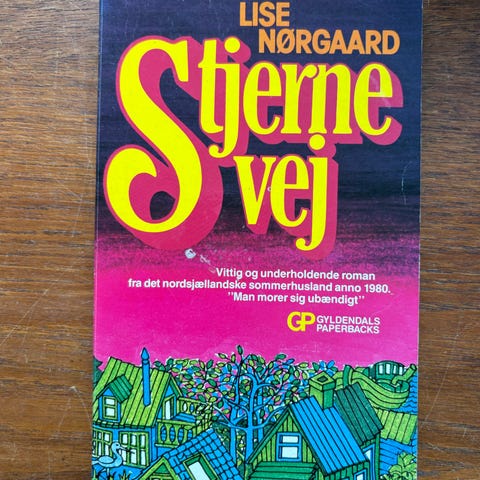 LISE
NØRGAARD
Stjerne
vej
Vittig og underholdende roman
fra det nordsjællandske sommerhusland anno 1980.
"Man morer sig ubændigt"
GP GYLDENDALS
PAPERBACKS